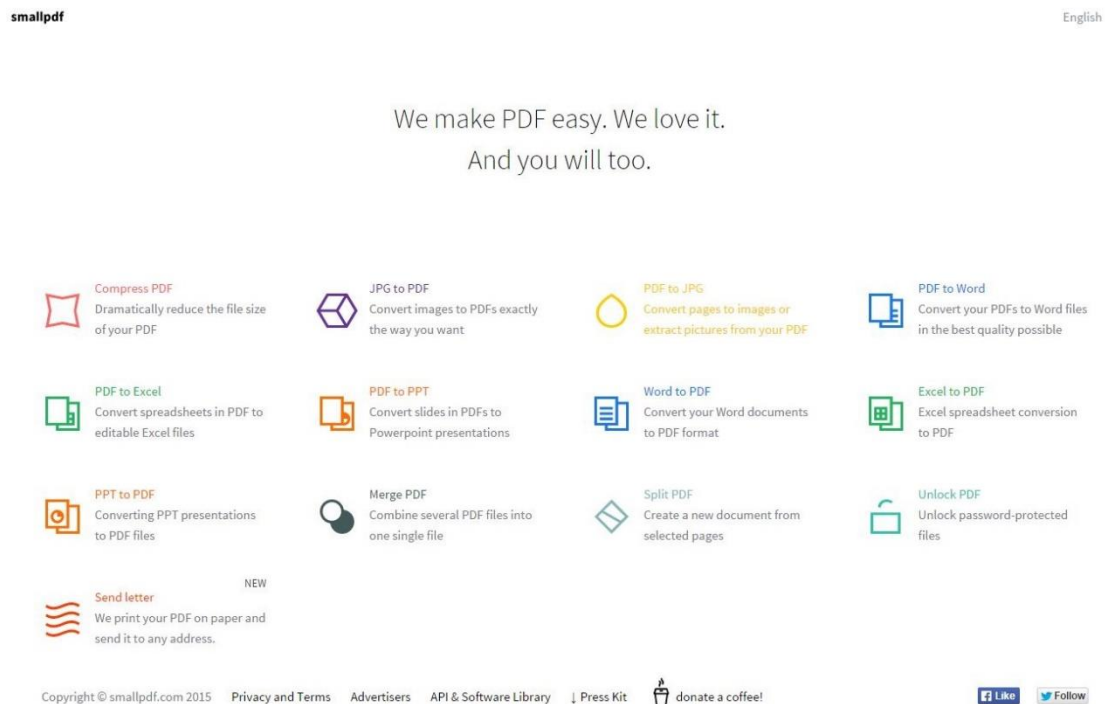 smallpdf
English
We make PDF easy. We love it.
And you will too.
Compress PDF
Dramatically reduce the file size
of your PDF
JPG to PDF
Convert images to PDFs exactly
the way you want
PDF to JPG
Convert pages to images or
extract pictures from your PDF
PDF to Word
Convert your PDFs to Word files
in the best quality possible
PDF to Excel
Convert spreadsheets in PDF to
editable Excel files
PDF to PPT
Convert slides in PDFs to
Powerpoint presentations
Word to PDF
Convert your Word documents
to PDF format
Excel to PDF
Excel spreadsheet conversion
to PDF
PPT to PDF
Converting PPT presentations
to PDF files
Merge PDF
Combine several PDF files into
one single file
Split PDF
Create a new document from
selected pages
Unlock PDF
Unlock password-protected
files
NEW
Send letter
We print your PDF on paper and
send it to any address.
Copyright © smallpdf.com 2015 Privacy and Terms Advertisers API & Software Library ↓ Press Kit donate a coffee! Like Follow